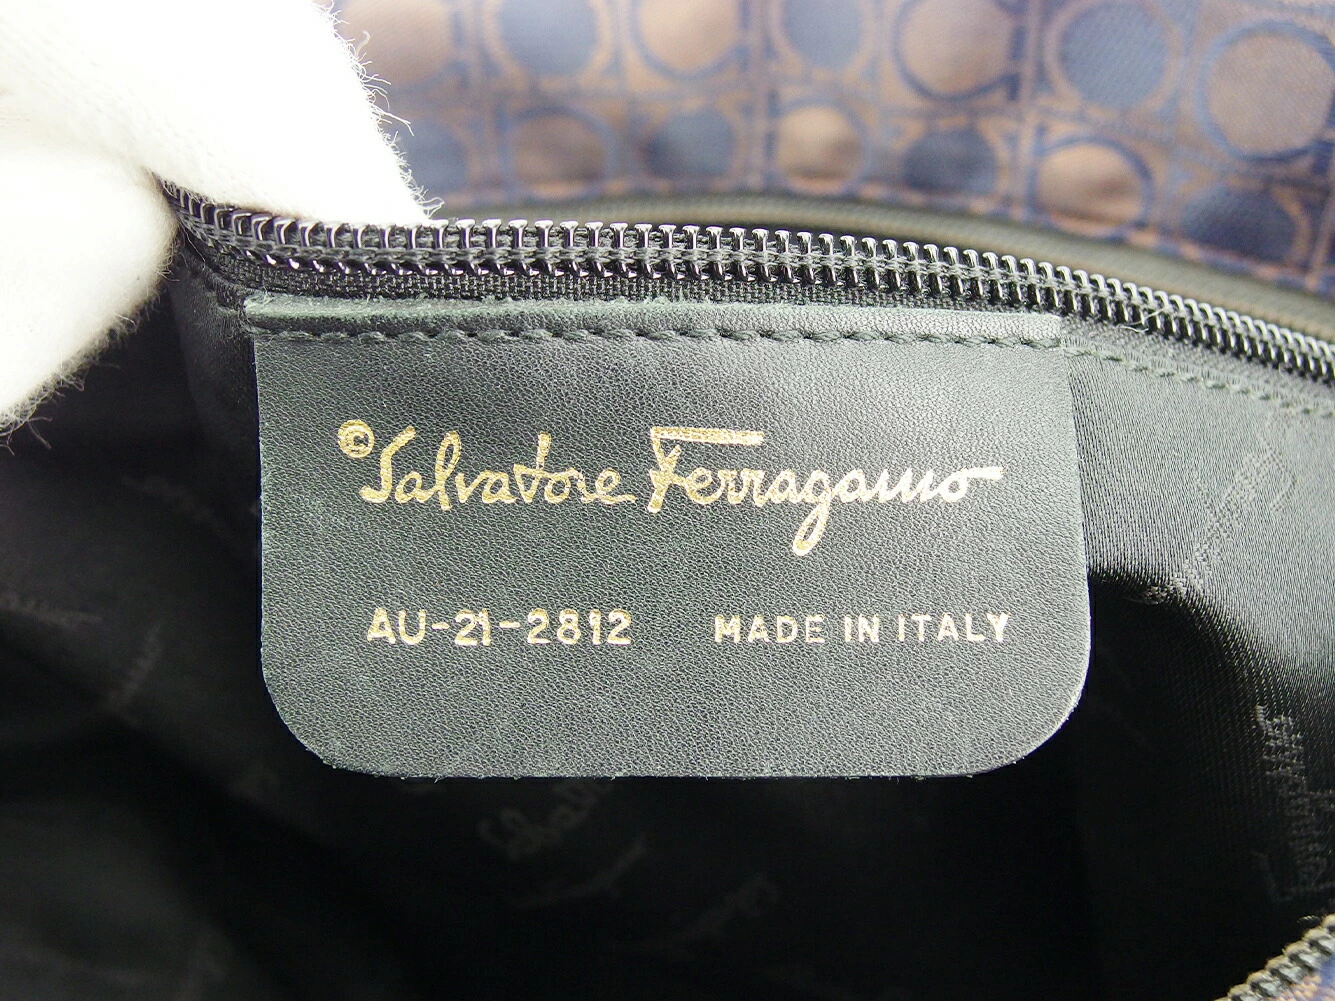 © Salvatore Ferragamo
AU-21-2812 MADE IN ITALY